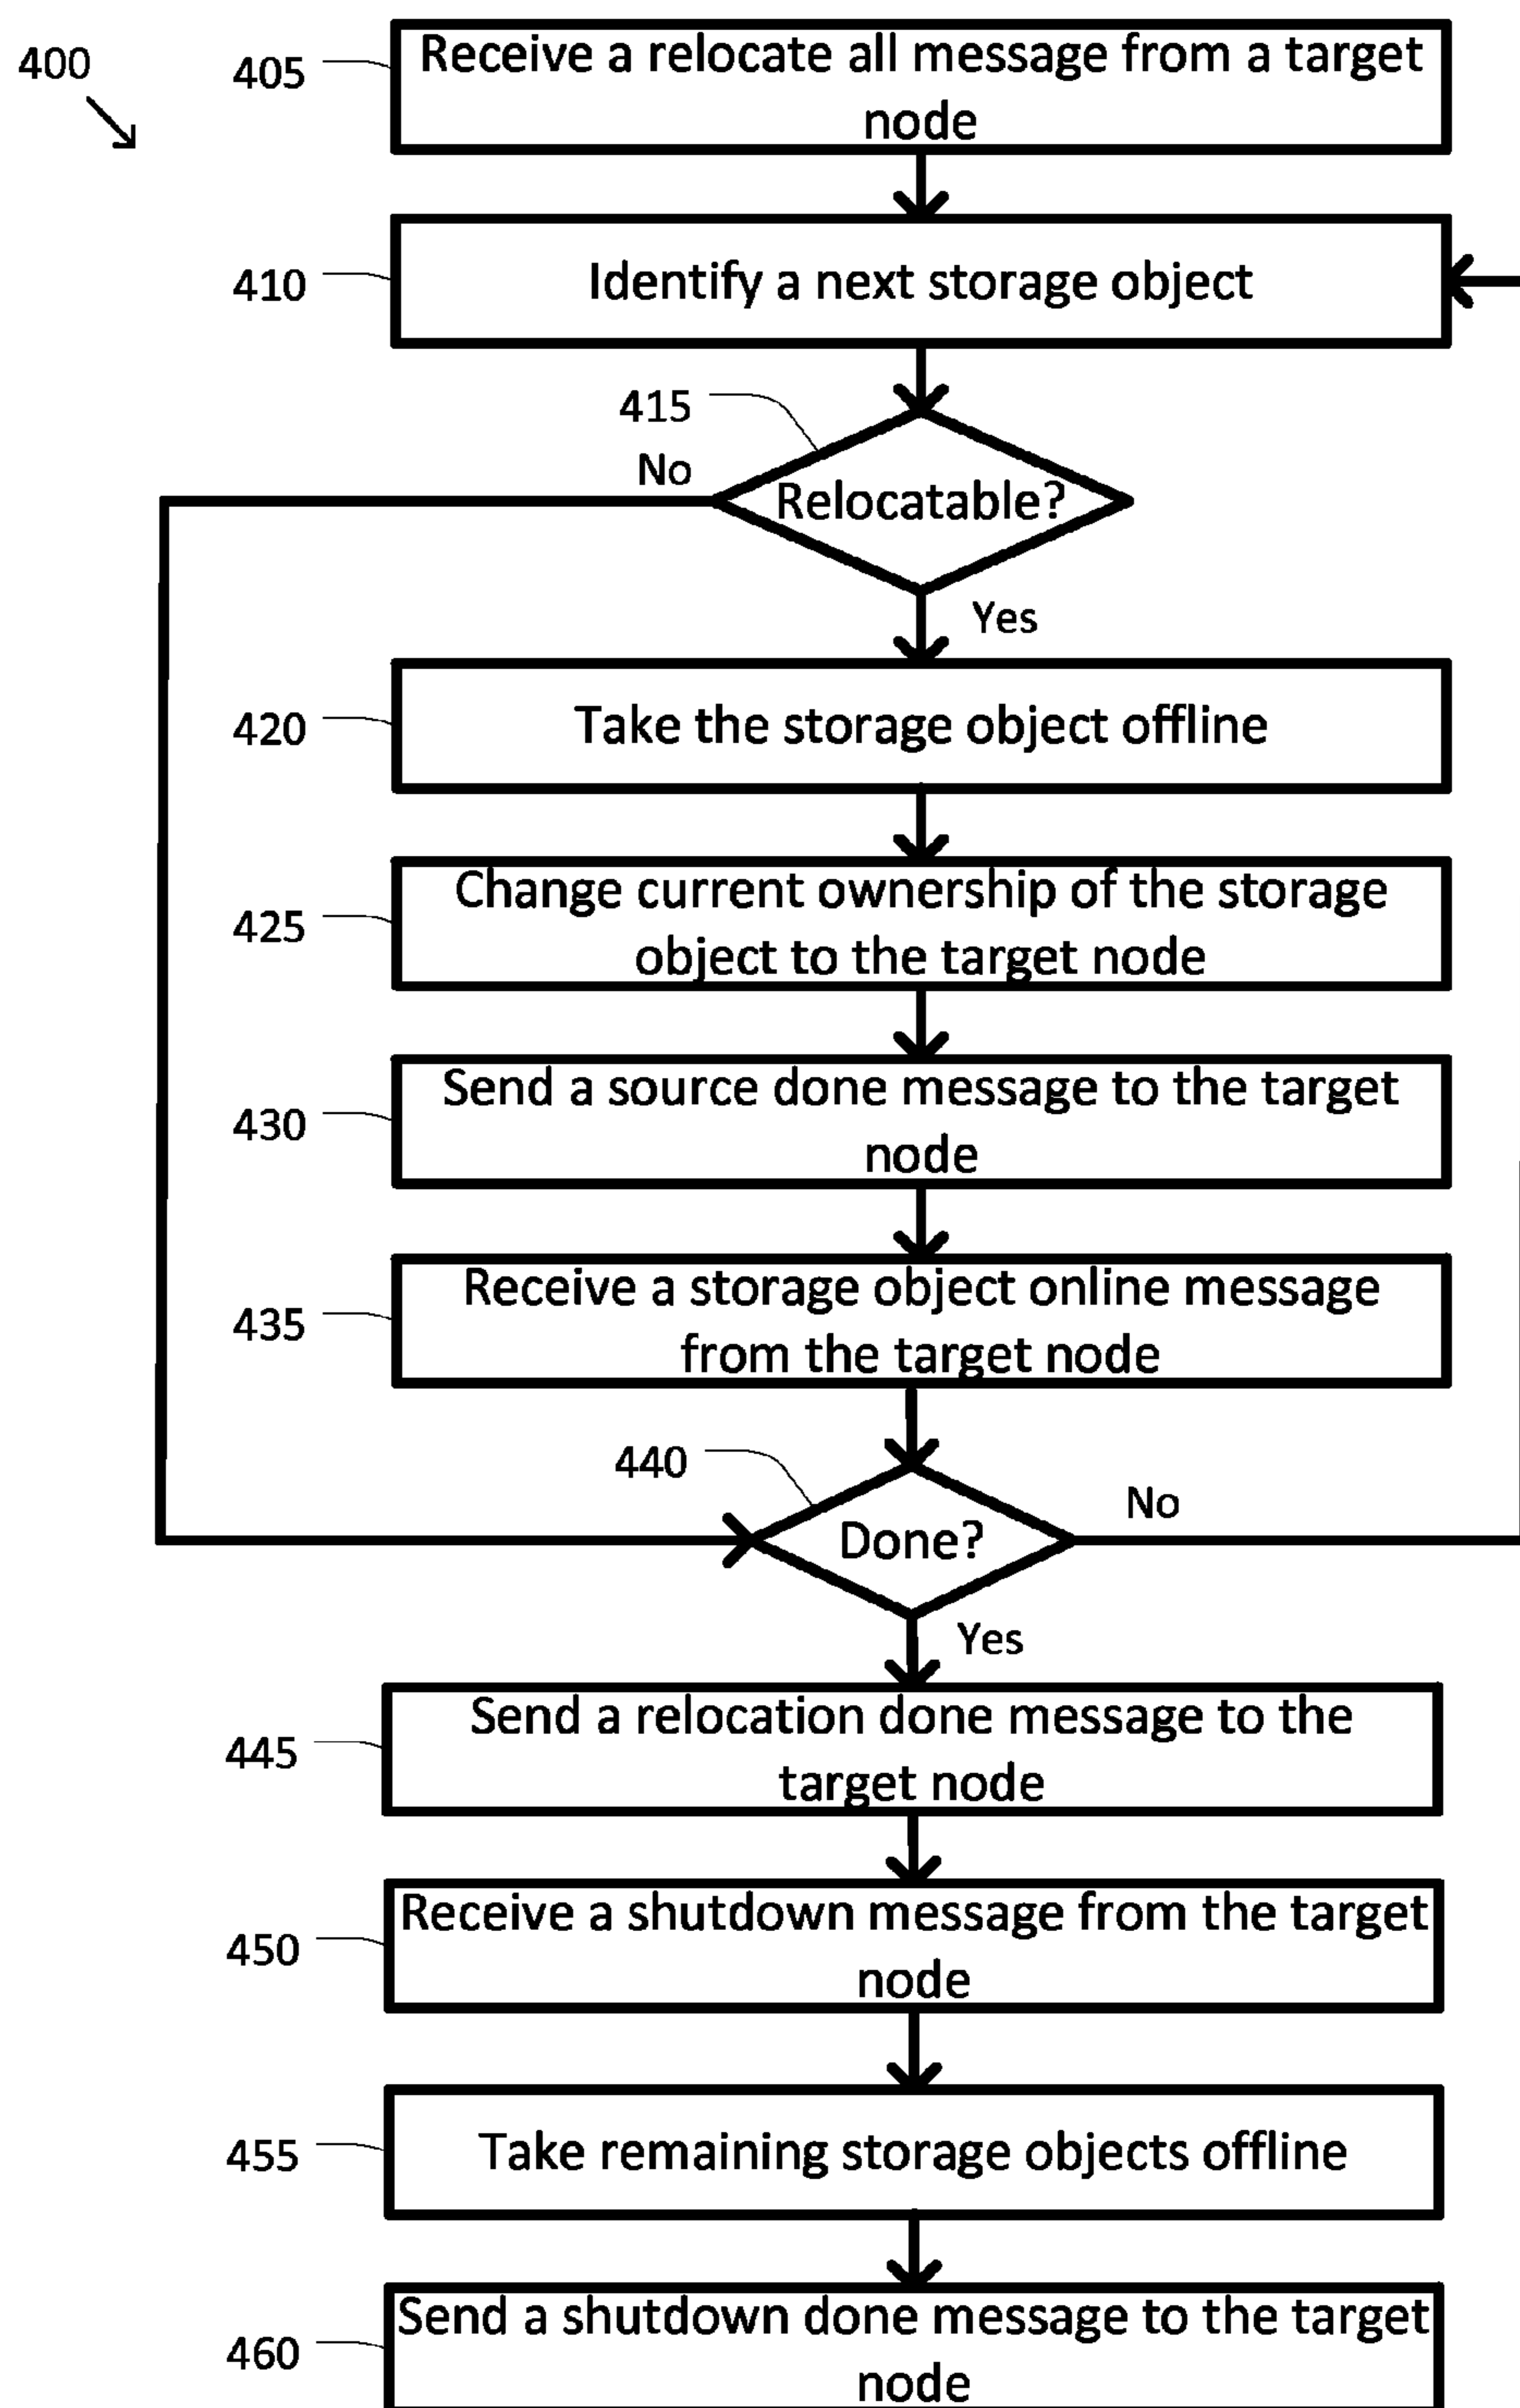 400
405
Receive a relocate all message from a target
node
410
Identify a next storage object
415
No
Relocatable?
Yes
420
Take the storage object offline
425
Change current ownership of the storage
object to the target node
430
Send a source done message to the target
node
435
Receive a storage object online message
from the target node
440
No
Done?
Yes
445
Send a relocation done message to the
target node
450
Receive a shutdown message from the target
node
455
Take remaining storage objects offline
460
Send a shutdown done message to the target
node